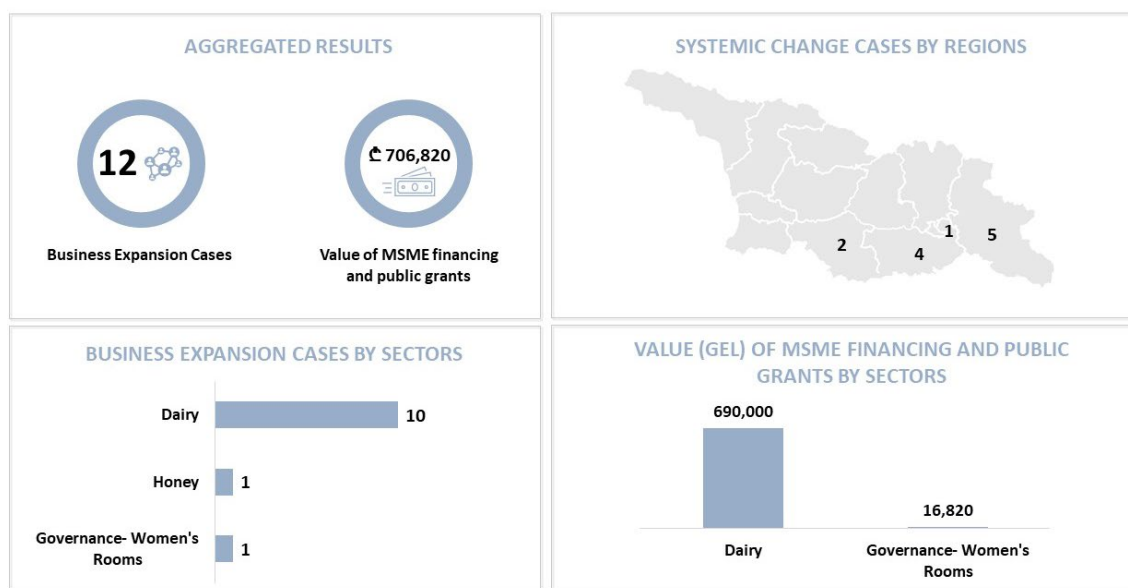 AGGREGATED RESULTS
12
₾ 706,820
Business Expansion Cases
Value of MSME financing
and public grants
SYSTEMIC CHANGE CASES BY REGIONS
2
4
1
5
BUSINESS EXPANSION CASES BY SECTORS
Dairy
10
Honey
1
Governance- Women's
Rooms
1
VALUE (GEL) OF MSME FINANCING AND PUBLIC
GRANTS BY SECTORS
690,000
16,820
Dairy
Governance- Women's
Rooms